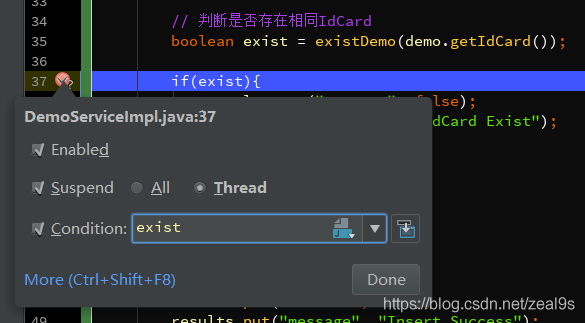 33
34 // 判断是否存在相同IdCard
35 boolean exist = existDemo(demo.getIdCard());
36
37 if(exist){
false);
dCard Exist");
DemoServiceImpl.java:37
Enabled
Suspend All Thread
Condition: exist
More (Ctrl+Shift+F8) Done
https://blog.csdn.net/zeal9s
49 results.put("message", "Insert Success");